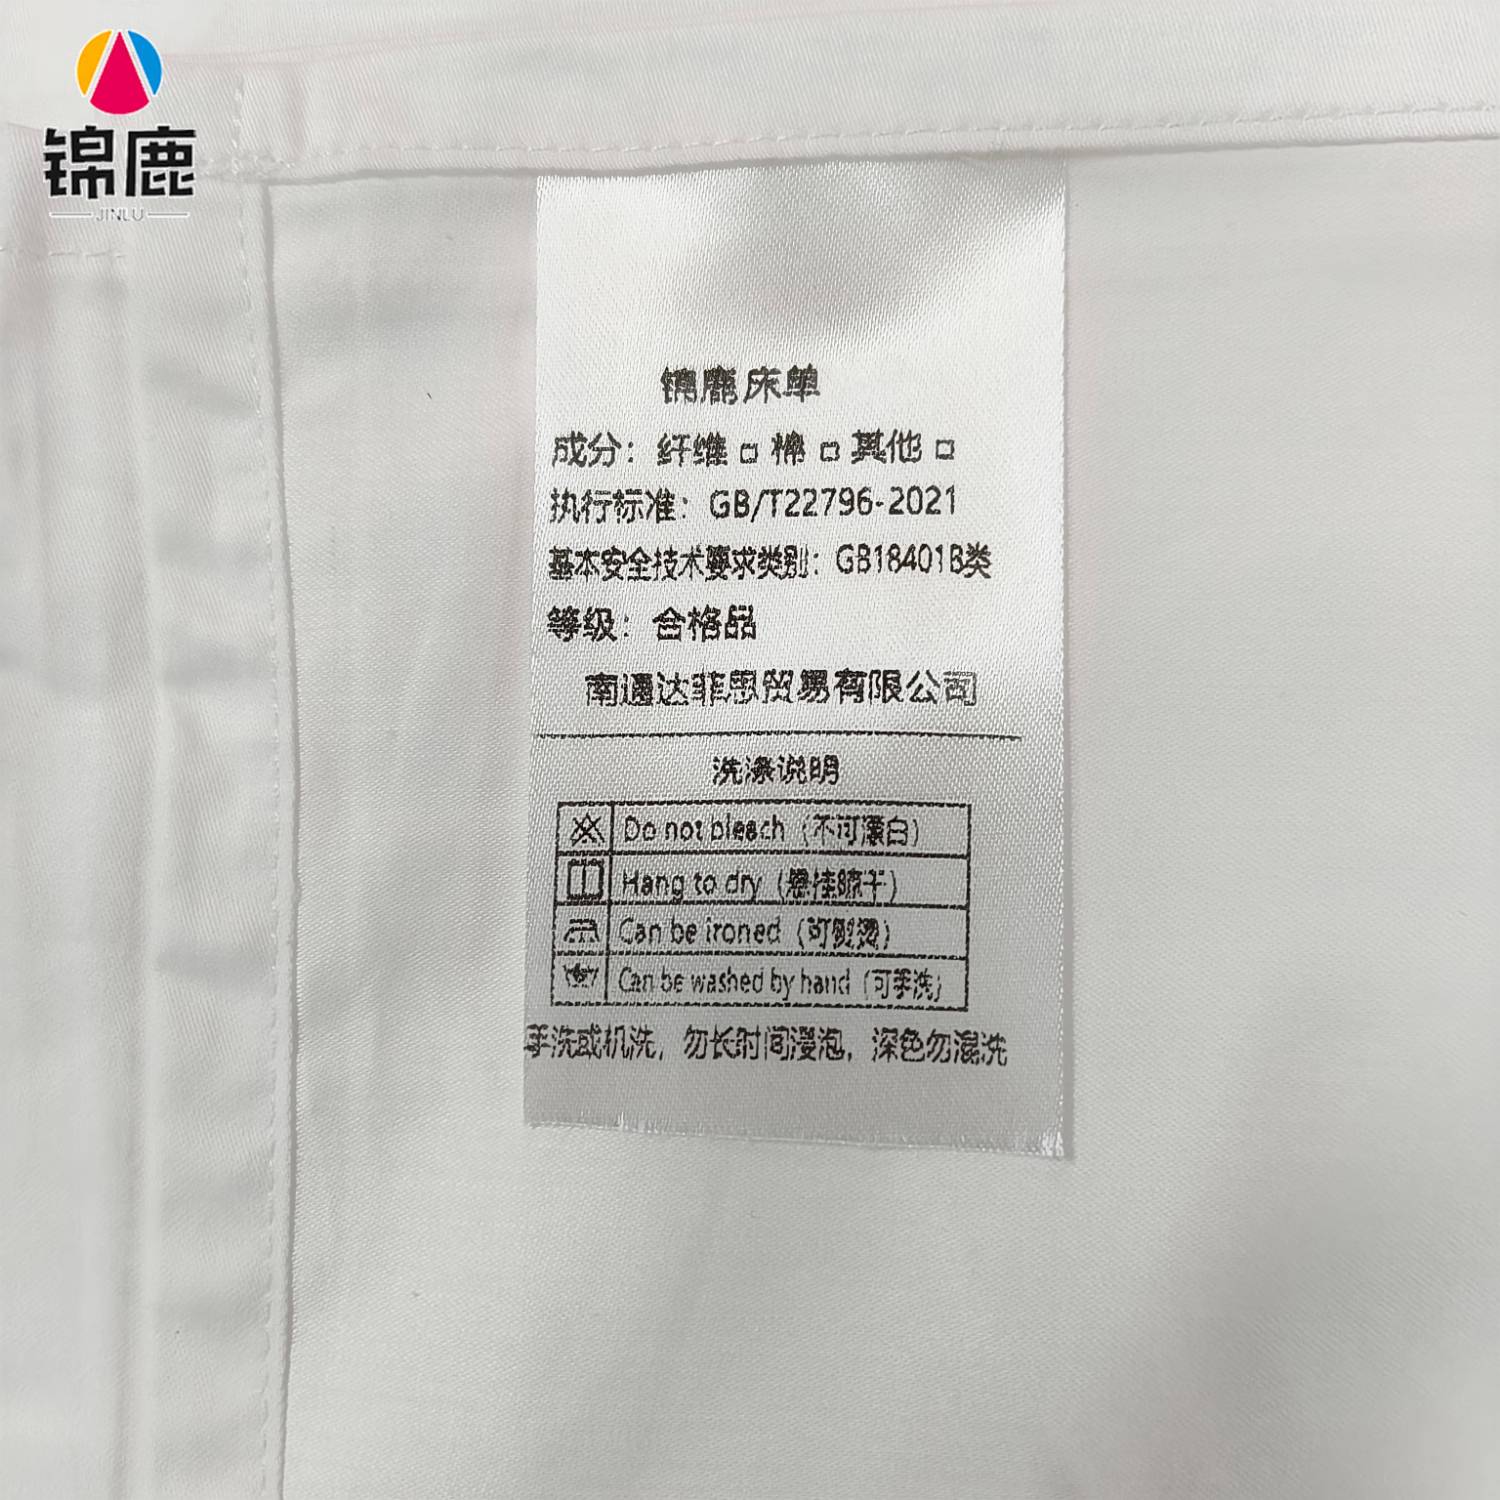 锦鹿
JINLU
锦鹿床单
成分：纤维 □ 棉 □ 其他 □
执行标准：GB/T22796-2021
基本安全技术要求类别：GB18401B类
等级：合格品
南通达菲思贸易有限公司
洗涤说明
Do not bleach（不可漂白）
Hang to dry（悬挂晾干）
Can be ironed（可熨烫）
Can be washed by hand（可手洗）
手洗或机洗，勿长时间浸泡，深色勿混洗